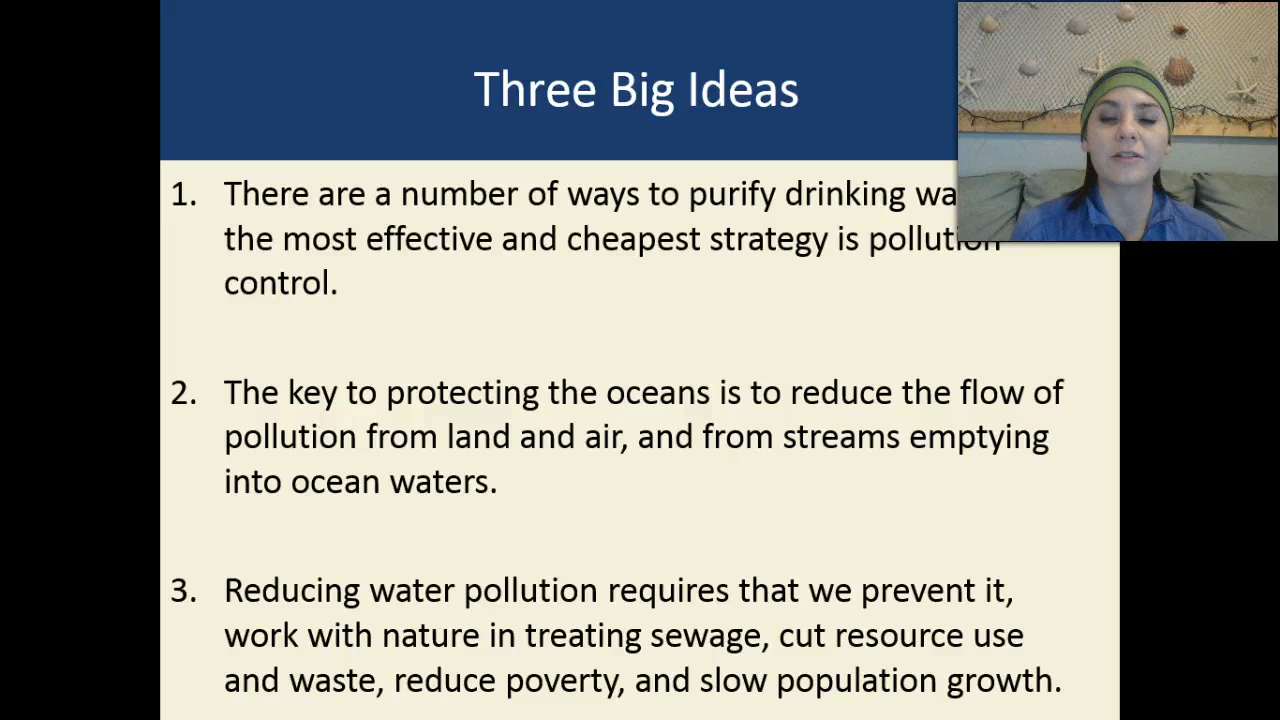 Three Big Ideas
1. There are a number of ways to purify drinking
the most effective and cheapest strategy is pollution
control.
2. The key to protecting the oceans is to reduce the flow of
pollution from land and air, and from streams emptying
into ocean waters.
3. Reducing water pollution requires that we prevent it,
work with nature in treating sewage, cut resource use
and waste, reduce poverty, and slow population growth.